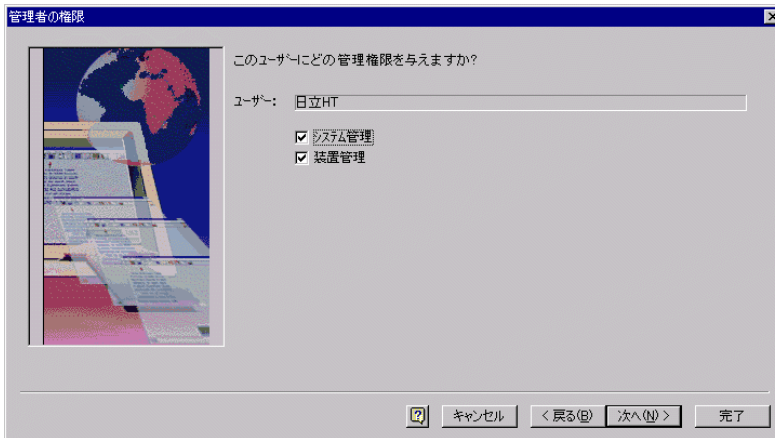 管理者の権限
このユーザーにどの管理権限を与えますか?
ユーザー: 日立HT
システム管理
装置管理
キャンセル < 戻る(B) 次へ(N) > 完了